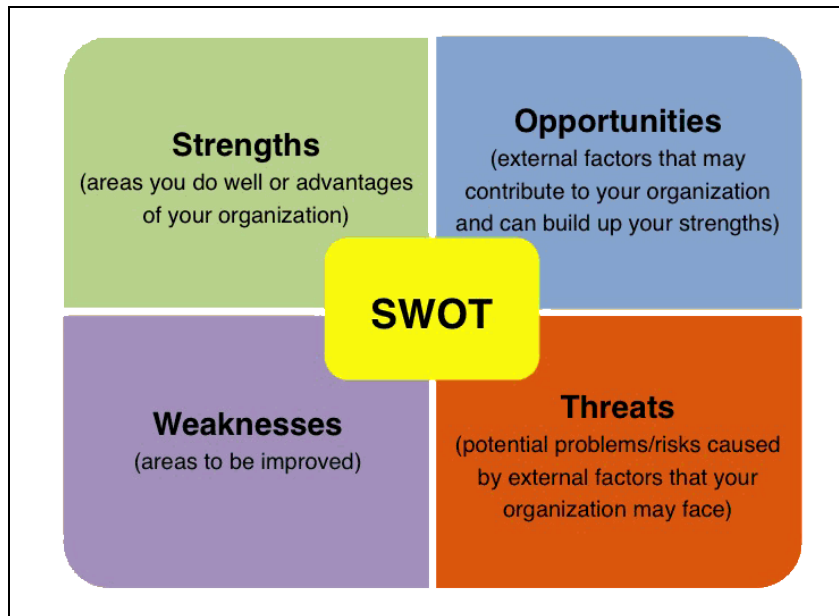 Strengths
(areas you do well or advantages
of your organization)
Opportunities
(external factors that may
contribute to your organization
and can build up your strengths)
SWOT
Weaknesses
(areas to be improved)
Threats
(potential problems/risks caused
by external factors that your
organization may face)